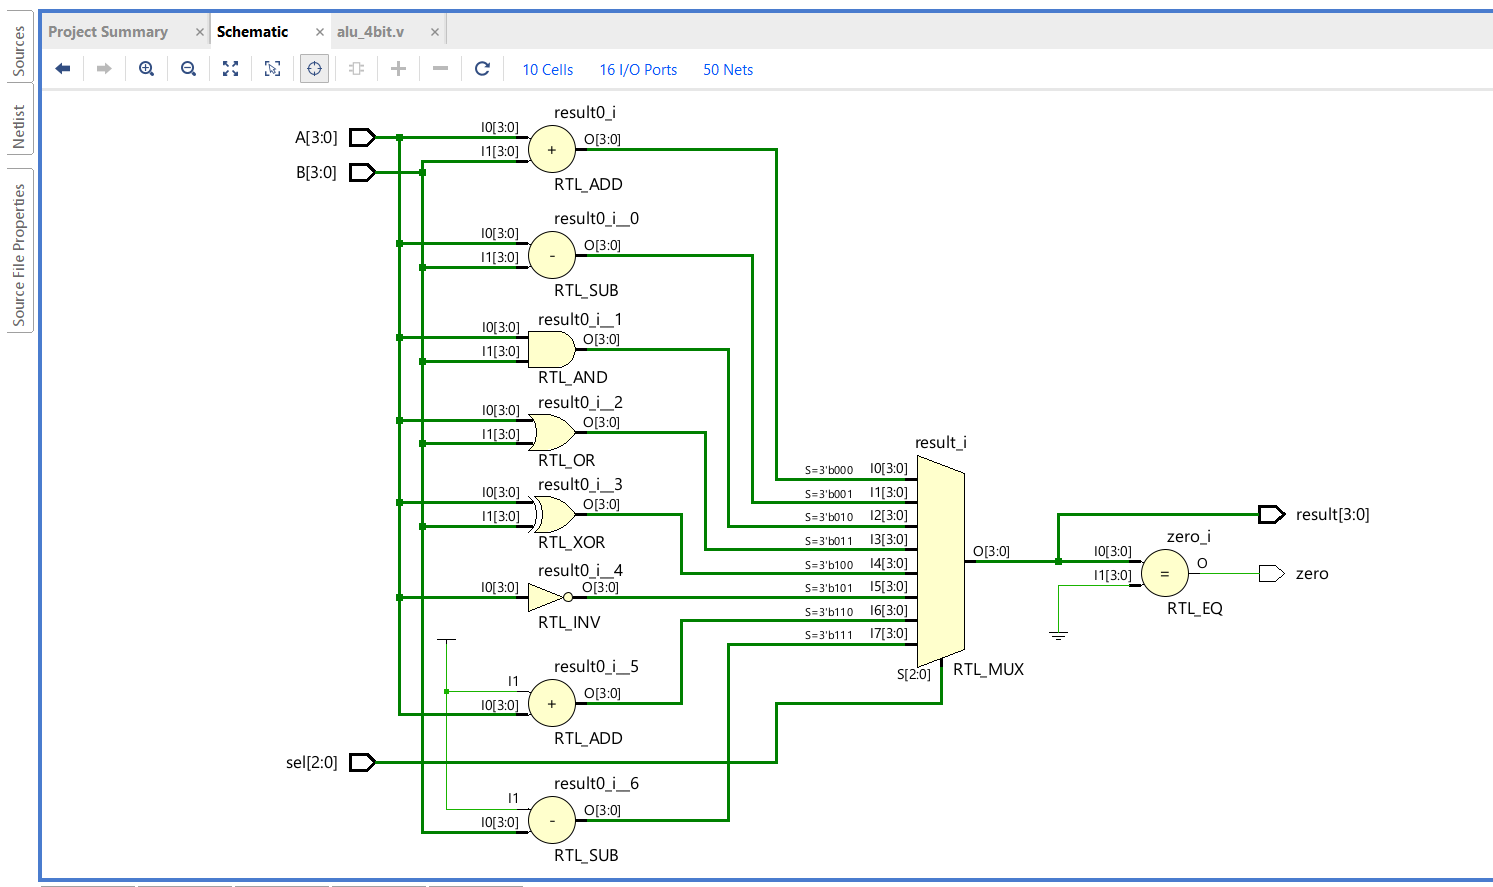 Project Summary × Schematic × alu_4bit.v ×
10 Cells 16 I/O Ports 50 Nets
Sources
Netlist
Source File Properties
result0_i
A[3:0] I0[3:0] + O[3:0]
B[3:0] I1[3:0]
RTL_ADD
result0_i__0
I0[3:0] - O[3:0]
I1[3:0]
RTL_SUB
result0_i__1
I0[3:0] O[3:0]
I1[3:0]
RTL_AND
result0_i__2
I0[3:0] O[3:0]
I1[3:0]
RTL_OR
result0_i__3
I0[3:0] O[3:0]
I1[3:0]
RTL_XOR
result0_i__4
I0[3:0] O[3:0]
RTL_INV
result0_i__5
I1 + O[3:0]
I0[3:0]
RTL_ADD
sel[2:0]
result0_i__6
I1 - O[3:0]
I0[3:0]
RTL_SUB
result_i
S=3'b000 I0[3:0]
S=3'b001 I1[3:0]
S=3'b010 I2[3:0]
S=3'b011 I3[3:0]
S=3'b100 I4[3:0]
S=3'b101 I5[3:0]
S=3'b110 I6[3:0]
S=3'b111 I7[3:0]
O[3:0]
S[2:0] RTL_MUX
result[3:0]
zero_i
I0[3:0] = O zero
I1[3:0]
RTL_EQ